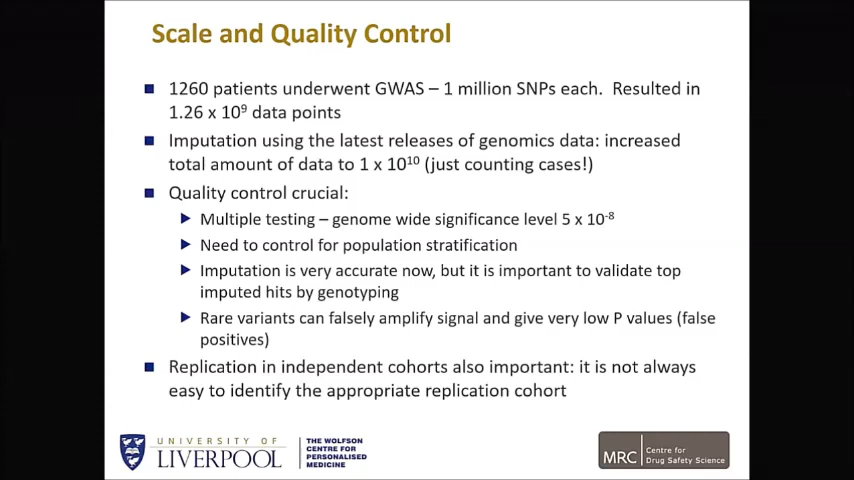 Scale and Quality Control
1260 patients underwent GWAS – 1 million SNPs each. Resulted in
1.26 x 10⁹ data points
Imputation using the latest releases of genomics data: increased
total amount of data to 1 x 10¹⁰ (just counting cases!)
Quality control crucial:
Multiple testing – genome wide significance level 5 x 10⁻⁸
Need to control for population stratification
Imputation is very accurate now, but it is important to validate top
imputed hits by genotyping
Rare variants can falsely amplify signal and give very low P values (false
positives)
Replication in independent cohorts also important: it is not always
easy to identify the appropriate replication cohort
UNIVERSITY OF
LIVERPOOL
THE WOLFSON
CENTRE FOR
PERSONALISED
MEDICINE
MRC
Centre for
Drug Safety Science